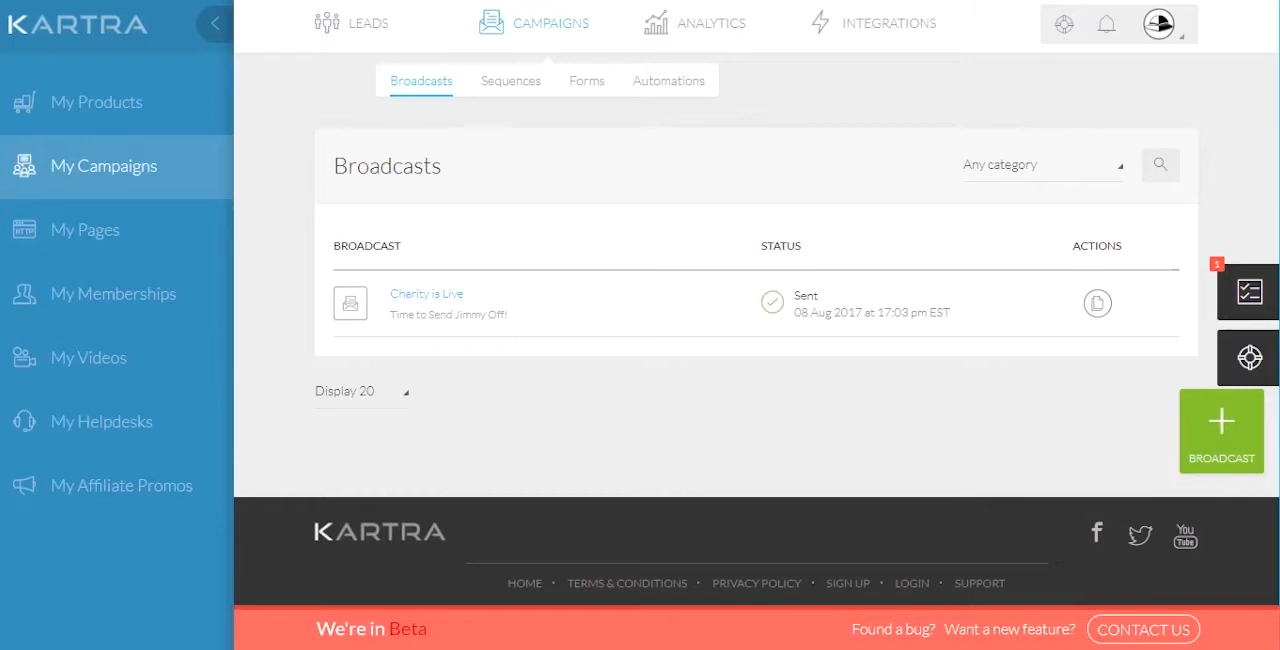 KARTRA
LEADS
CAMPAIGNS
ANALYTICS
INTEGRATIONS
My Products
My Campaigns
My Pages
My Memberships
My Videos
My Helpdesks
My Affiliate Promos
Broadcasts Sequences Forms Automations
Broadcasts
Any category
BROADCAST STATUS ACTIONS
Charity is Live
Time to Send Jimmy Off!
Sent
08 Aug 2017 at 17:03 pm EST
Display 20
1
+
BROADCAST
KARTRA
You
Tube
HOME · TERMS & CONDITIONS · PRIVACY POLICY · SIGN UP · LOGIN · SUPPORT
We're in Beta
Found a bug? Want a new feature? CONTACT US
HTTP